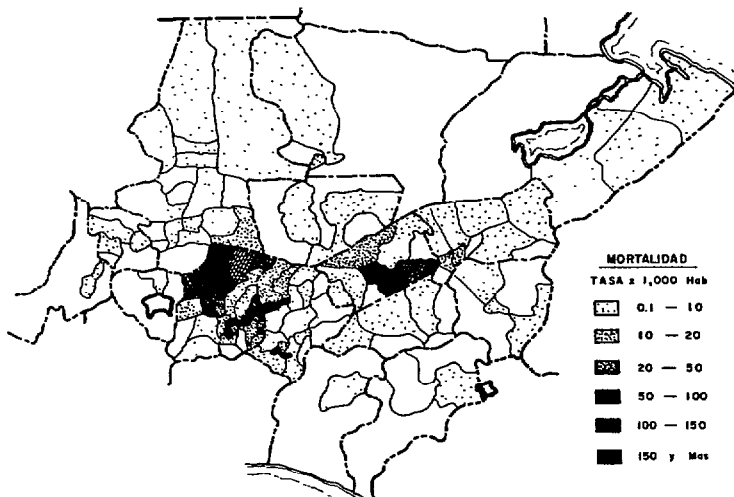 MORTALIDAD
TASA x 1,000 Hab
0.1 — 10
10 — 20
20 — 50
50 — 100
100 — 150
150 y Mas